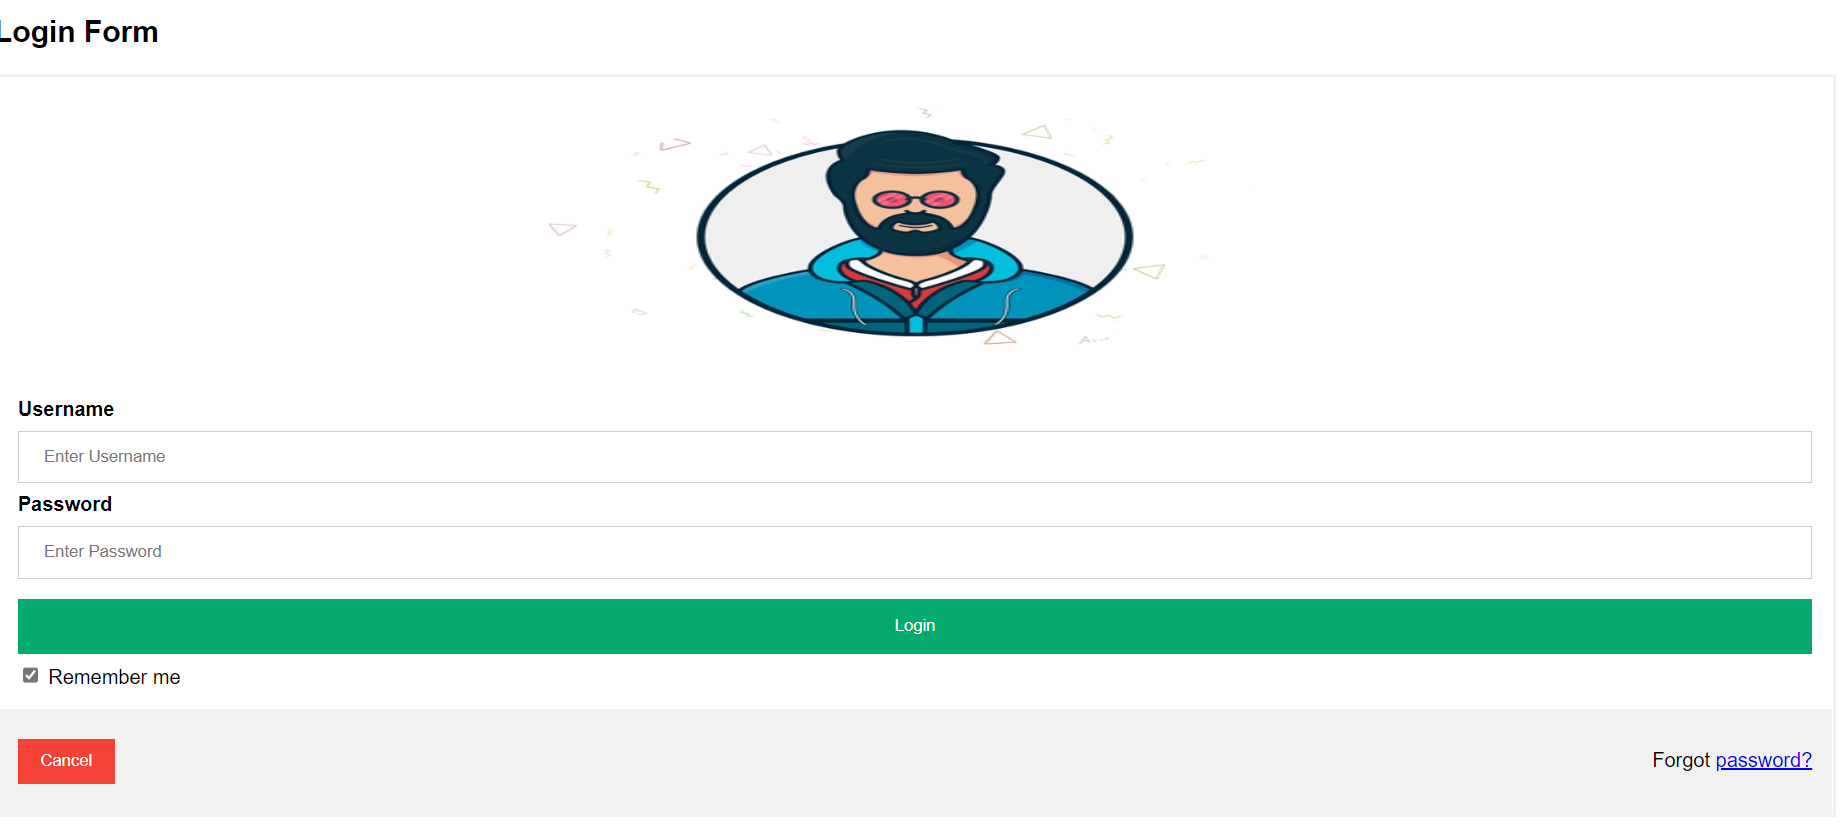 Login Form
Username
Enter Username
Password
Enter Password
Login
Remember me
Cancel
Forgot password?